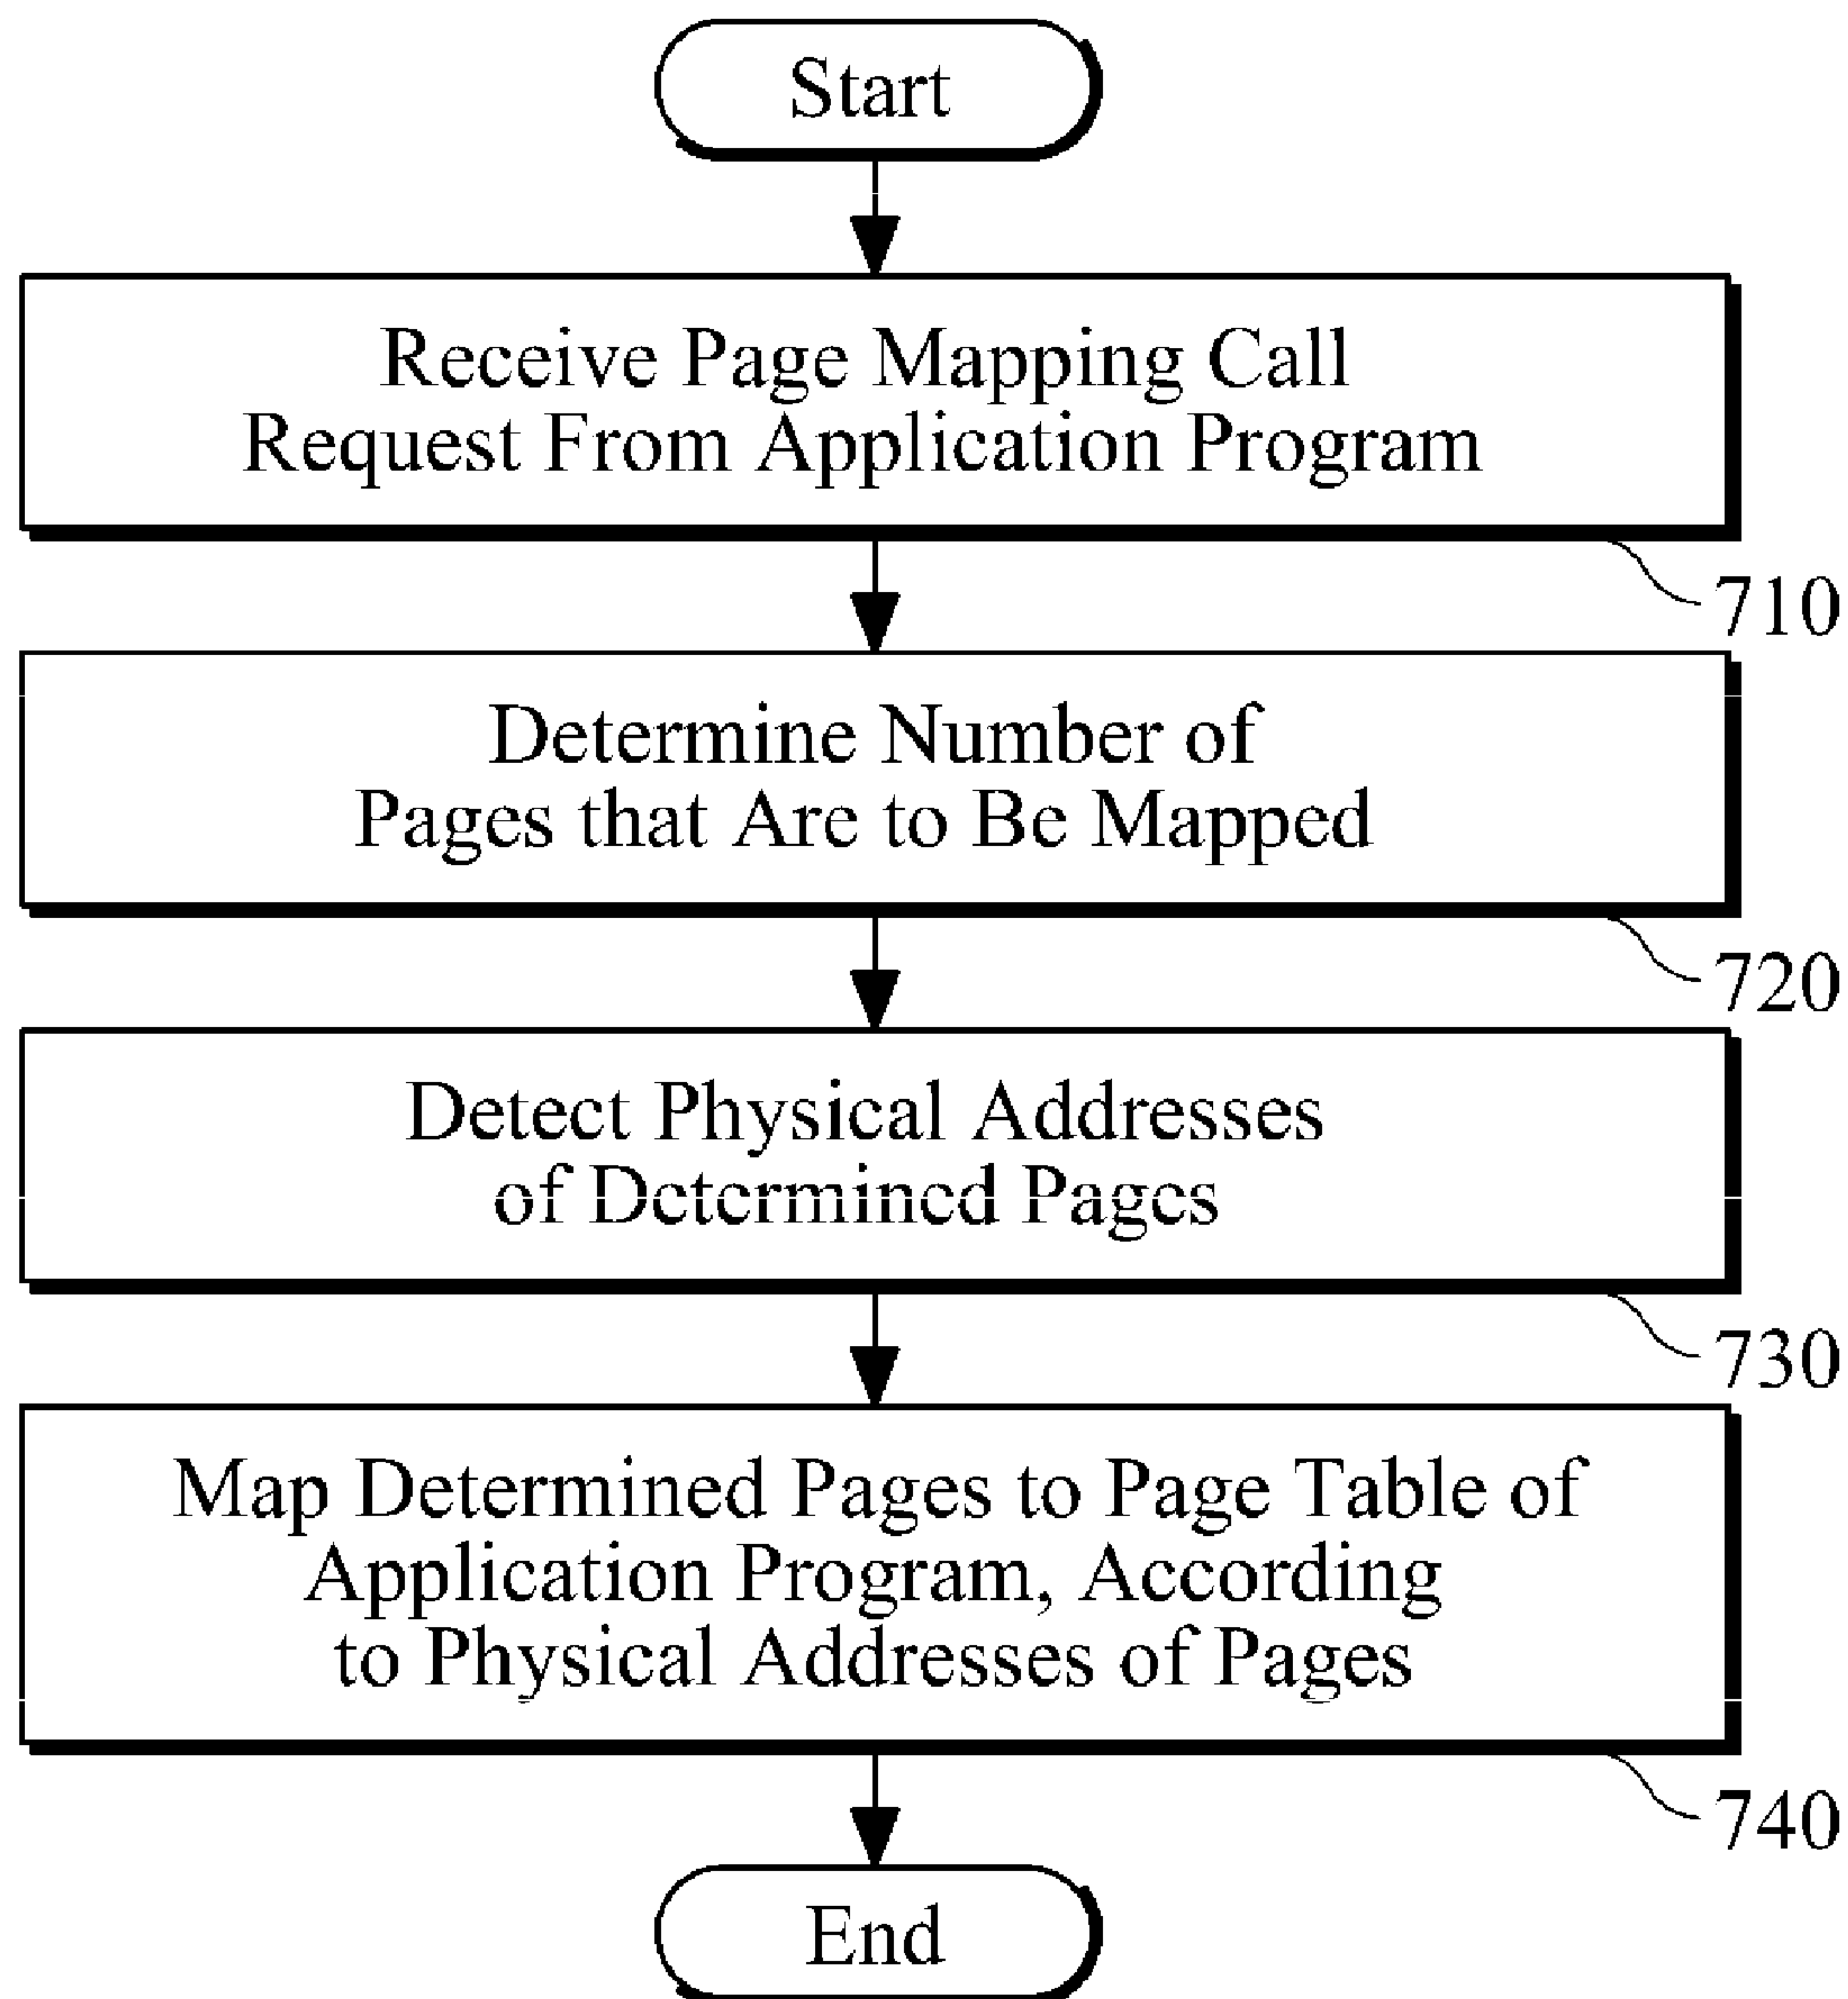 Start
Receive Page Mapping Call
Request From Application Program
710
Determine Number of
Pages that Are to Be Mapped
720
Detect Physical Addresses
of Determined Pages
730
Map Determined Pages to Page Table of
Application Program, According
to Physical Addresses of Pages
740
End